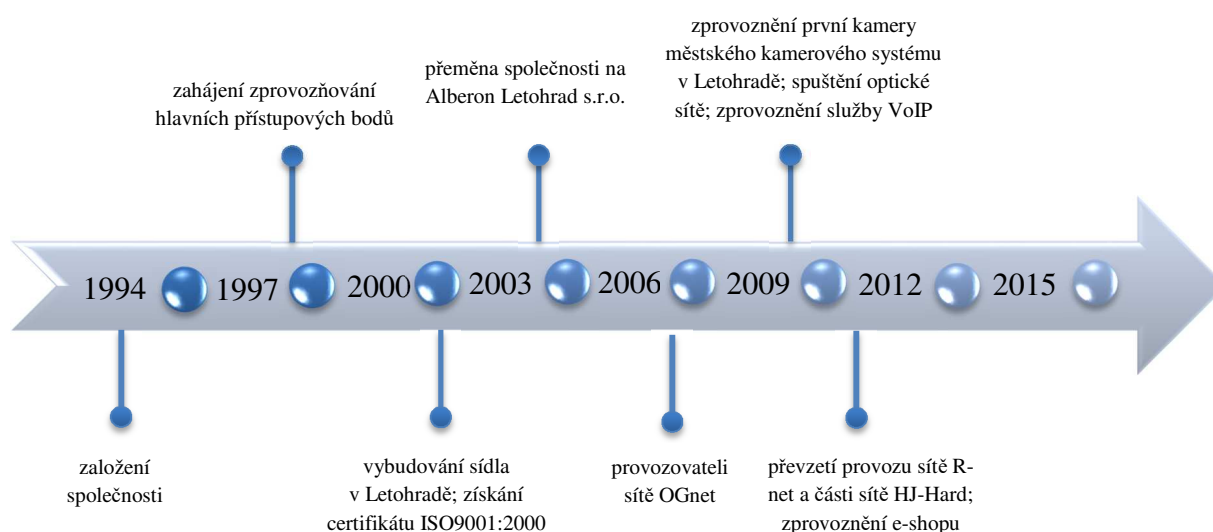 zprovoznění první kamery
městského kamerového systému
v Letohradě; spuštění optické
sítě; zprovoznění služby VoIP
přeměna společnosti na
Alberon Letohrad s.r.o.
zahájení zprovozňování
hlavních přístupových bodů
1994 1997 2000 2003 2006 2009 2012 2015
založení
společnosti
vybudování sídla
v Letohradě; získání
certifikátu ISO9001:2000
provozovateli
sítě OGnet
převzetí provozu sítě R-
net a části sítě HJ-Hard;
zprovoznění e-shopu